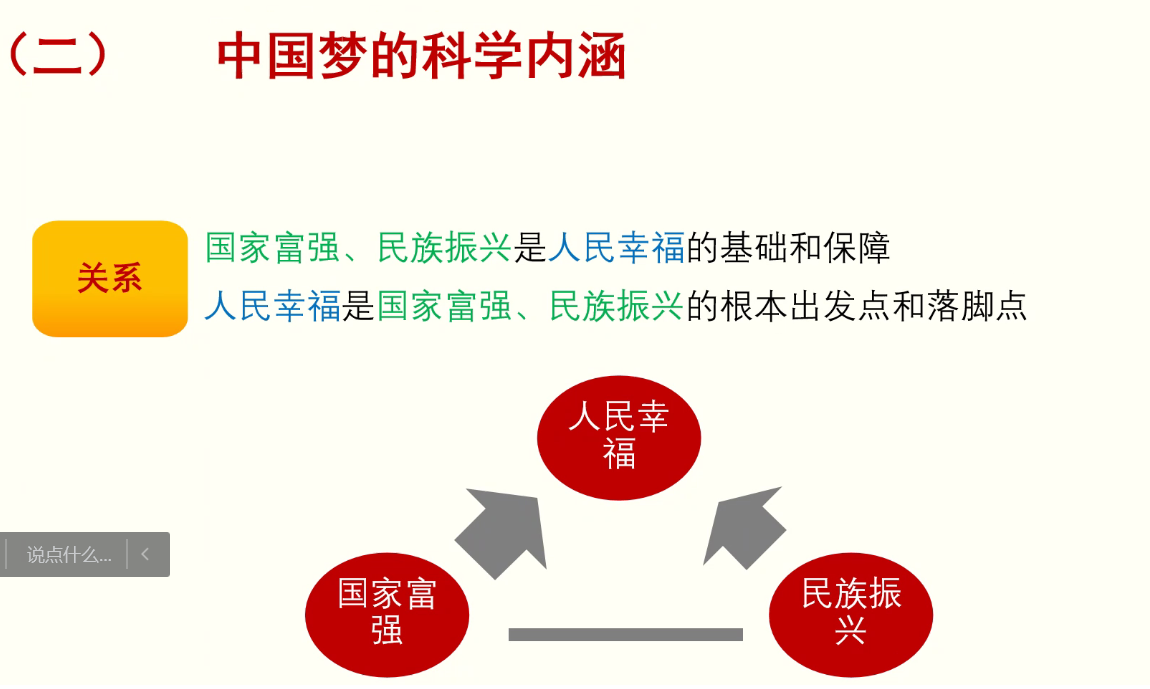 （二） 中国梦的科学内涵
关系
国家富强、民族振兴是人民幸福的基础和保障
人民幸福是国家富强、民族振兴的根本出发点和落脚点
人民幸
福
说点什么...
国家富
强
民族振
兴